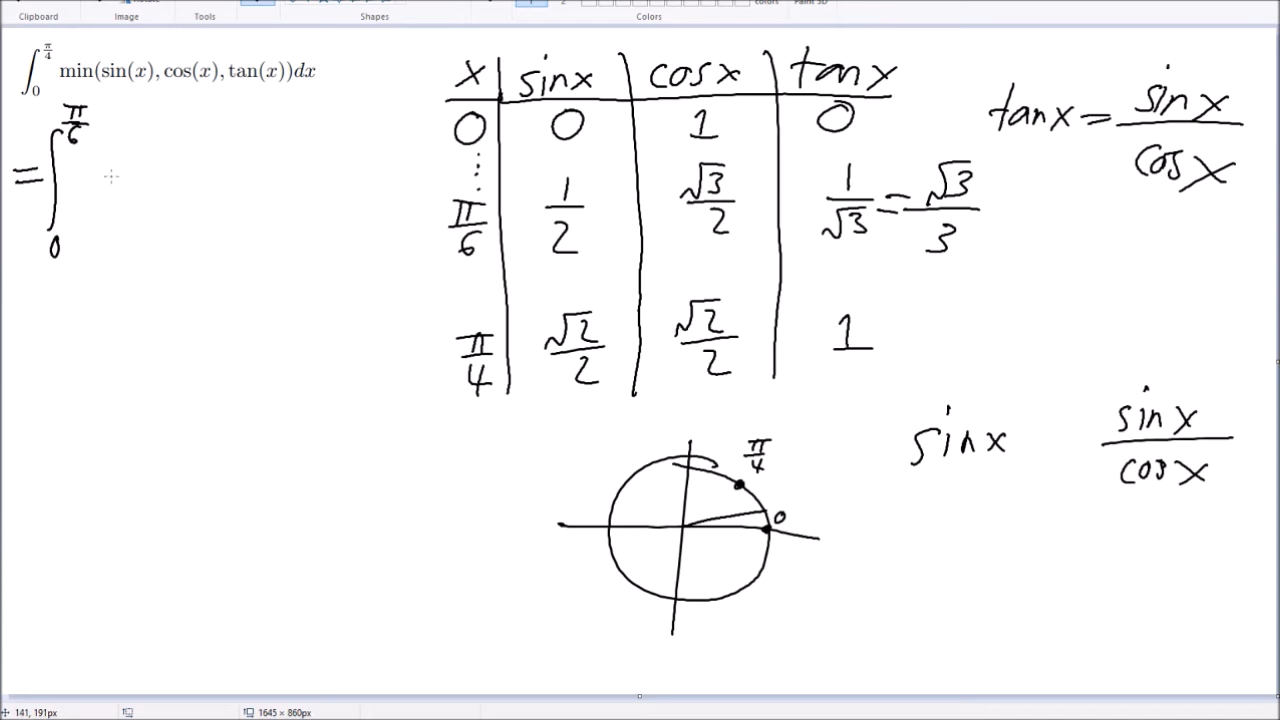 Clipboard Image Tools Shapes Colors
∫₀^{π/4} min(sin(x), cos(x), tan(x))dx
= ∫₀^{π/6}
x sinx cosx tanx
0 0 1 0
⋮
π/6 1/2 √3/2 1/√3 = √3/3
π/4 √2/2 √2/2 1
tanx = sinx/cosx
π/4
0
sinx sinx/cosx
141, 191px 1645 × 860px